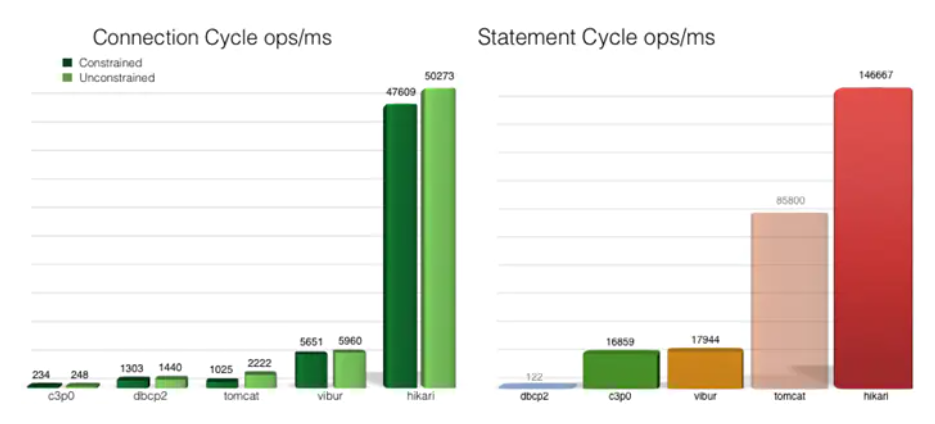 Connection Cycle ops/ms
Constrained
Unconstrained
234
248
1303
1440
1025
2222
5651
5960
47609
50273
c3p0
dbcp2
tomcat
vibur
hikari
Statement Cycle ops/ms
122
16859
17944
85800
146667
dbcp2
c3p0
vibur
tomcat
hikari